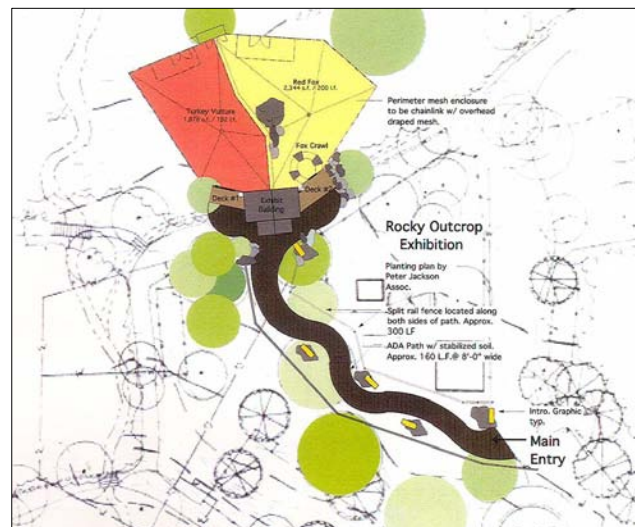 Red Fox
2,344 s.f. / 200 l.f.
Turkey Vulture
Perimeter mesh enclosure
to be chainlink w/ overhead
draped mesh.
Fox Crawl
Deck #1
Exhibit
Building
Deck #2
Rocky Outcrop
Exhibition
Planting plan by
Peter Jackson
Assoc.
Split rail fence located along
both sides of path. Approx.
300 LF
ADA Path w/ stabilized soil.
Approx. 160 L.F.@ 8'-0" wide
Intro. Graphic
typ.
Main
Entry